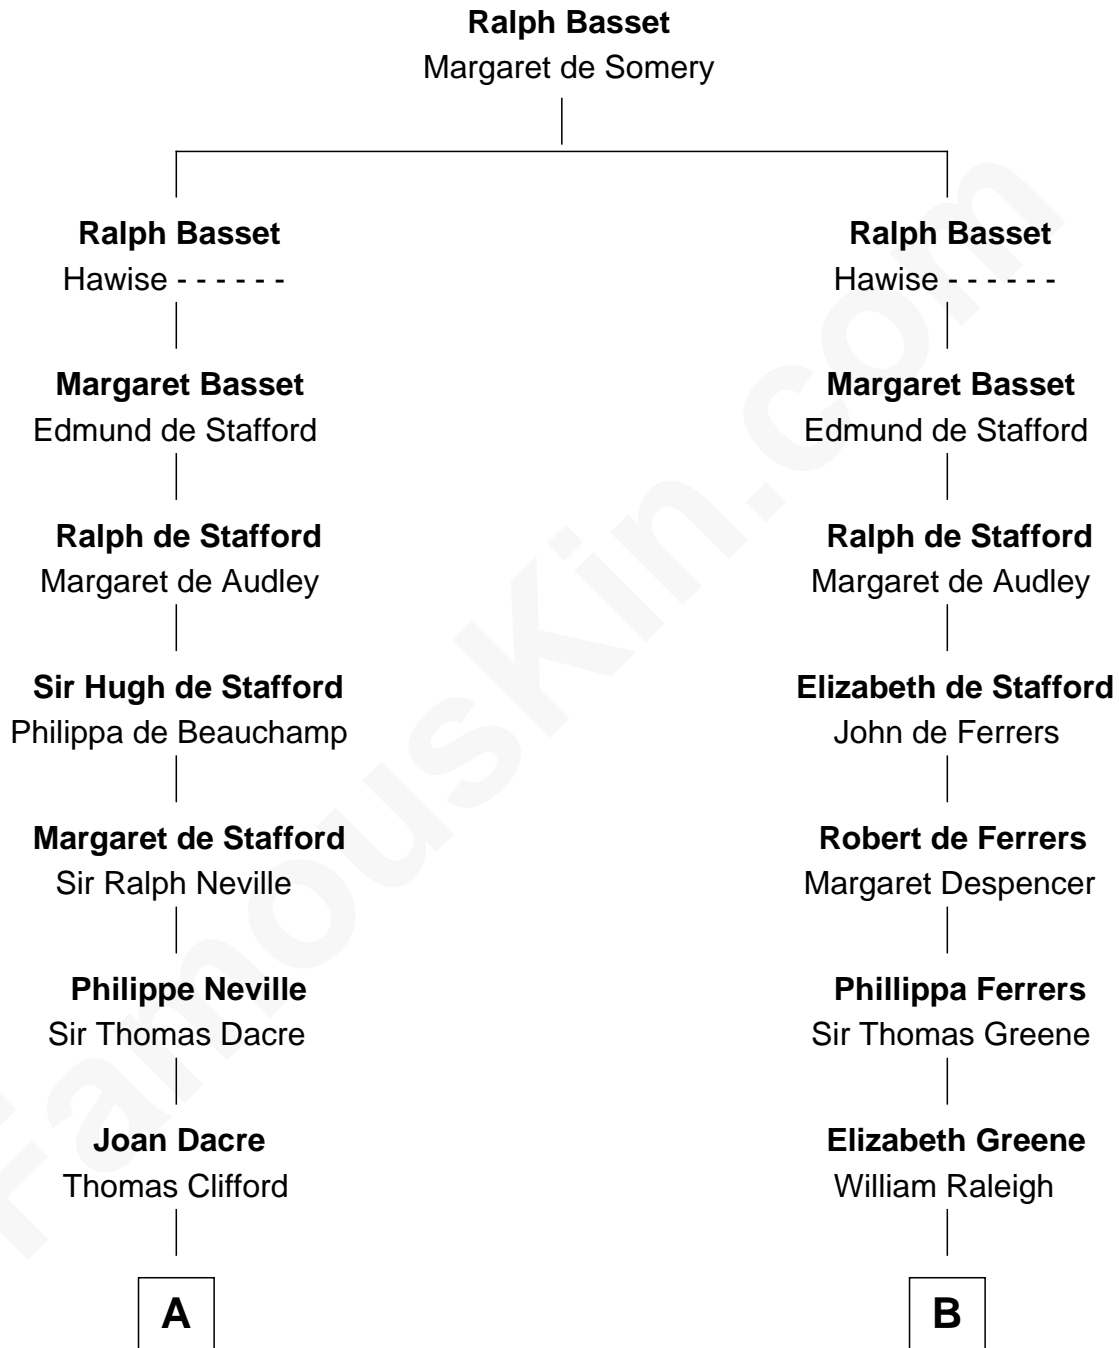 Ralph Basset
Margaret de Somery
Ralph Basset
Hawise - - - - - -
Margaret Basset
Edmund de Stafford
Ralph de Stafford
Margaret de Audley
Sir Hugh de Stafford
Philippa de Beauchamp
Margaret de Stafford
Sir Ralph Neville
Philippe Neville
Sir Thomas Dacre
Joan Dacre
Thomas Clifford
A
Ralph Basset
Hawise - - - - - -
Margaret Basset
Edmund de Stafford
Ralph de Stafford
Margaret de Audley
Elizabeth de Stafford
John de Ferrers
Robert de Ferrers
Margaret Despencer
Phillippa Ferrers
Sir Thomas Greene
Elizabeth Greene
William Raleigh
B
FamousKin.com